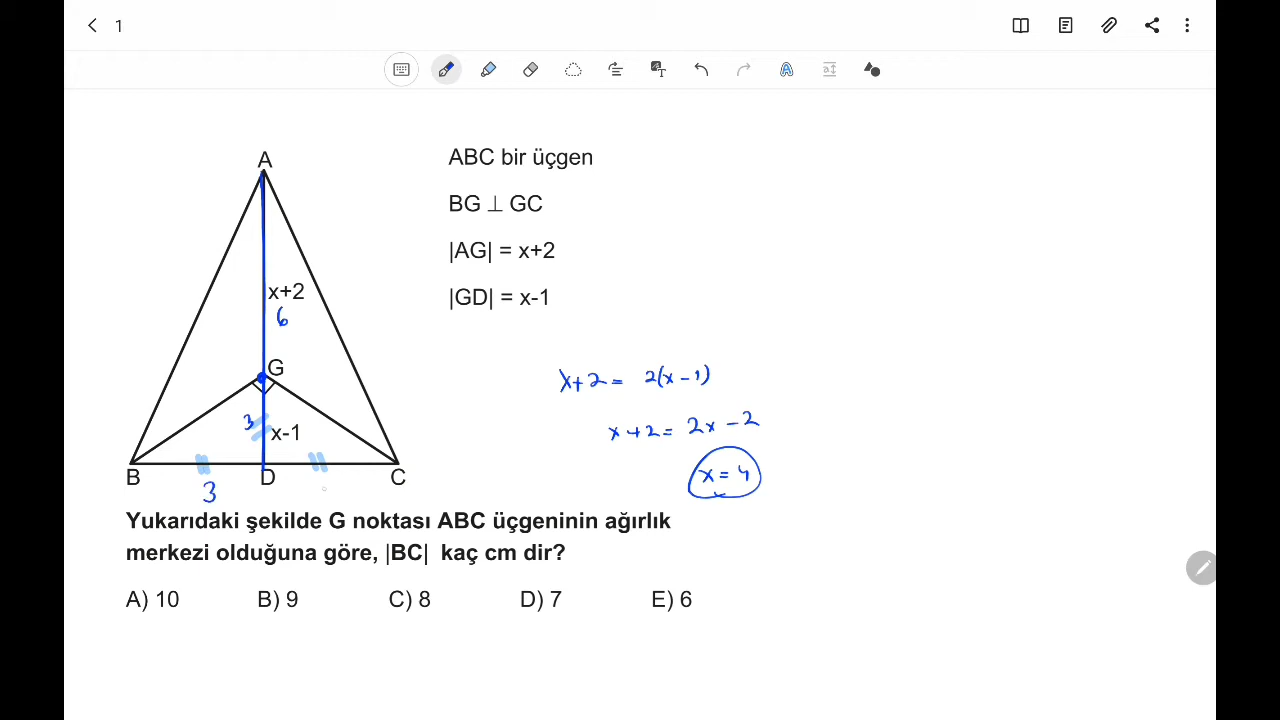 1
A
ABC bir üçgen
BG ⊥ GC
|AG| = x+2
|GD| = x-1
x+2
6
G
x+2 = 2(x-1)
3
x-1
x+2 = 2x-2
x = 4
B
D
C
3
Yukarıdaki şekilde G noktası ABC üçgeninin ağırlık
merkezi olduğuna göre, |BC| kaç cm dir?
A) 10 B) 9 C) 8 D) 7 E) 6